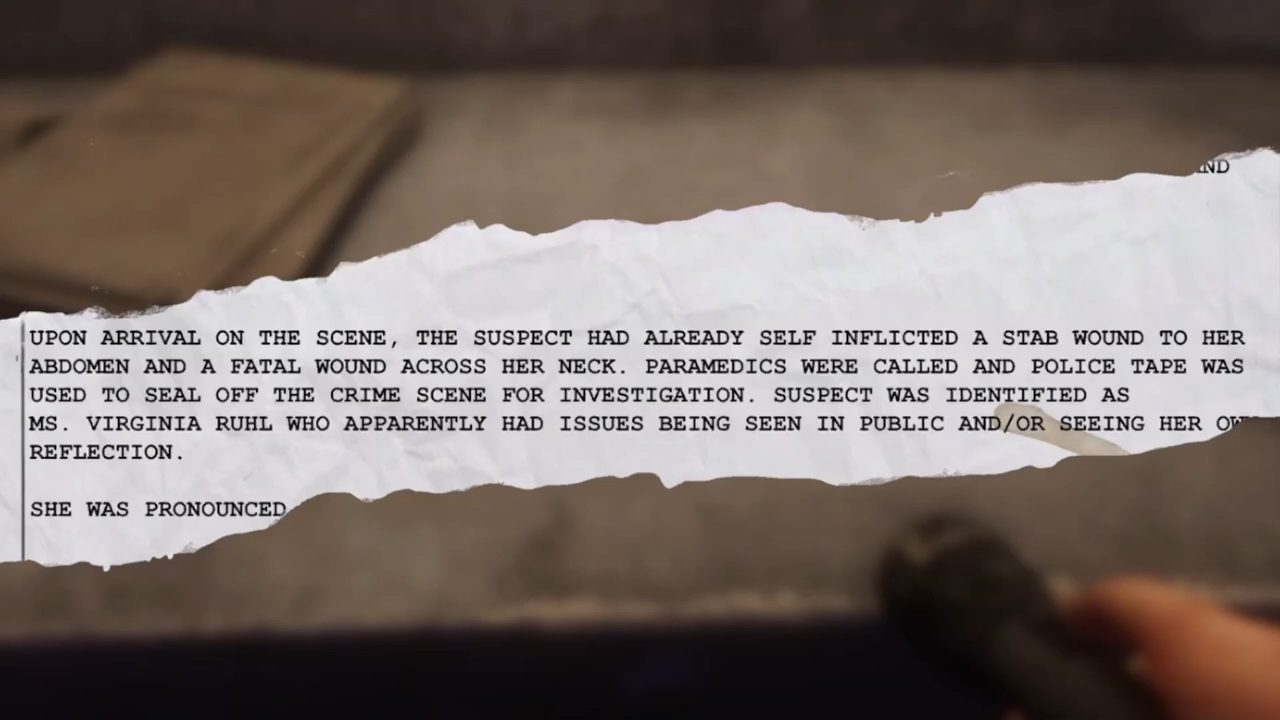 UPON ARRIVAL ON THE SCENE, THE SUSPECT HAD ALREADY SELF INFLICTED A STAB WOUND TO HER
ABDOMEN AND A FATAL WOUND ACROSS HER NECK. PARAMEDICS WERE CALLED AND POLICE TAPE WAS
USED TO SEAL OFF THE CRIME SCENE FOR INVESTIGATION. SUSPECT WAS IDENTIFIED AS
MS. VIRGINIA RUHL WHO APPARENTLY HAD ISSUES BEING SEEN IN PUBLIC AND/OR SEEING HER
REFLECTION.
SHE WAS PRONOUNCED